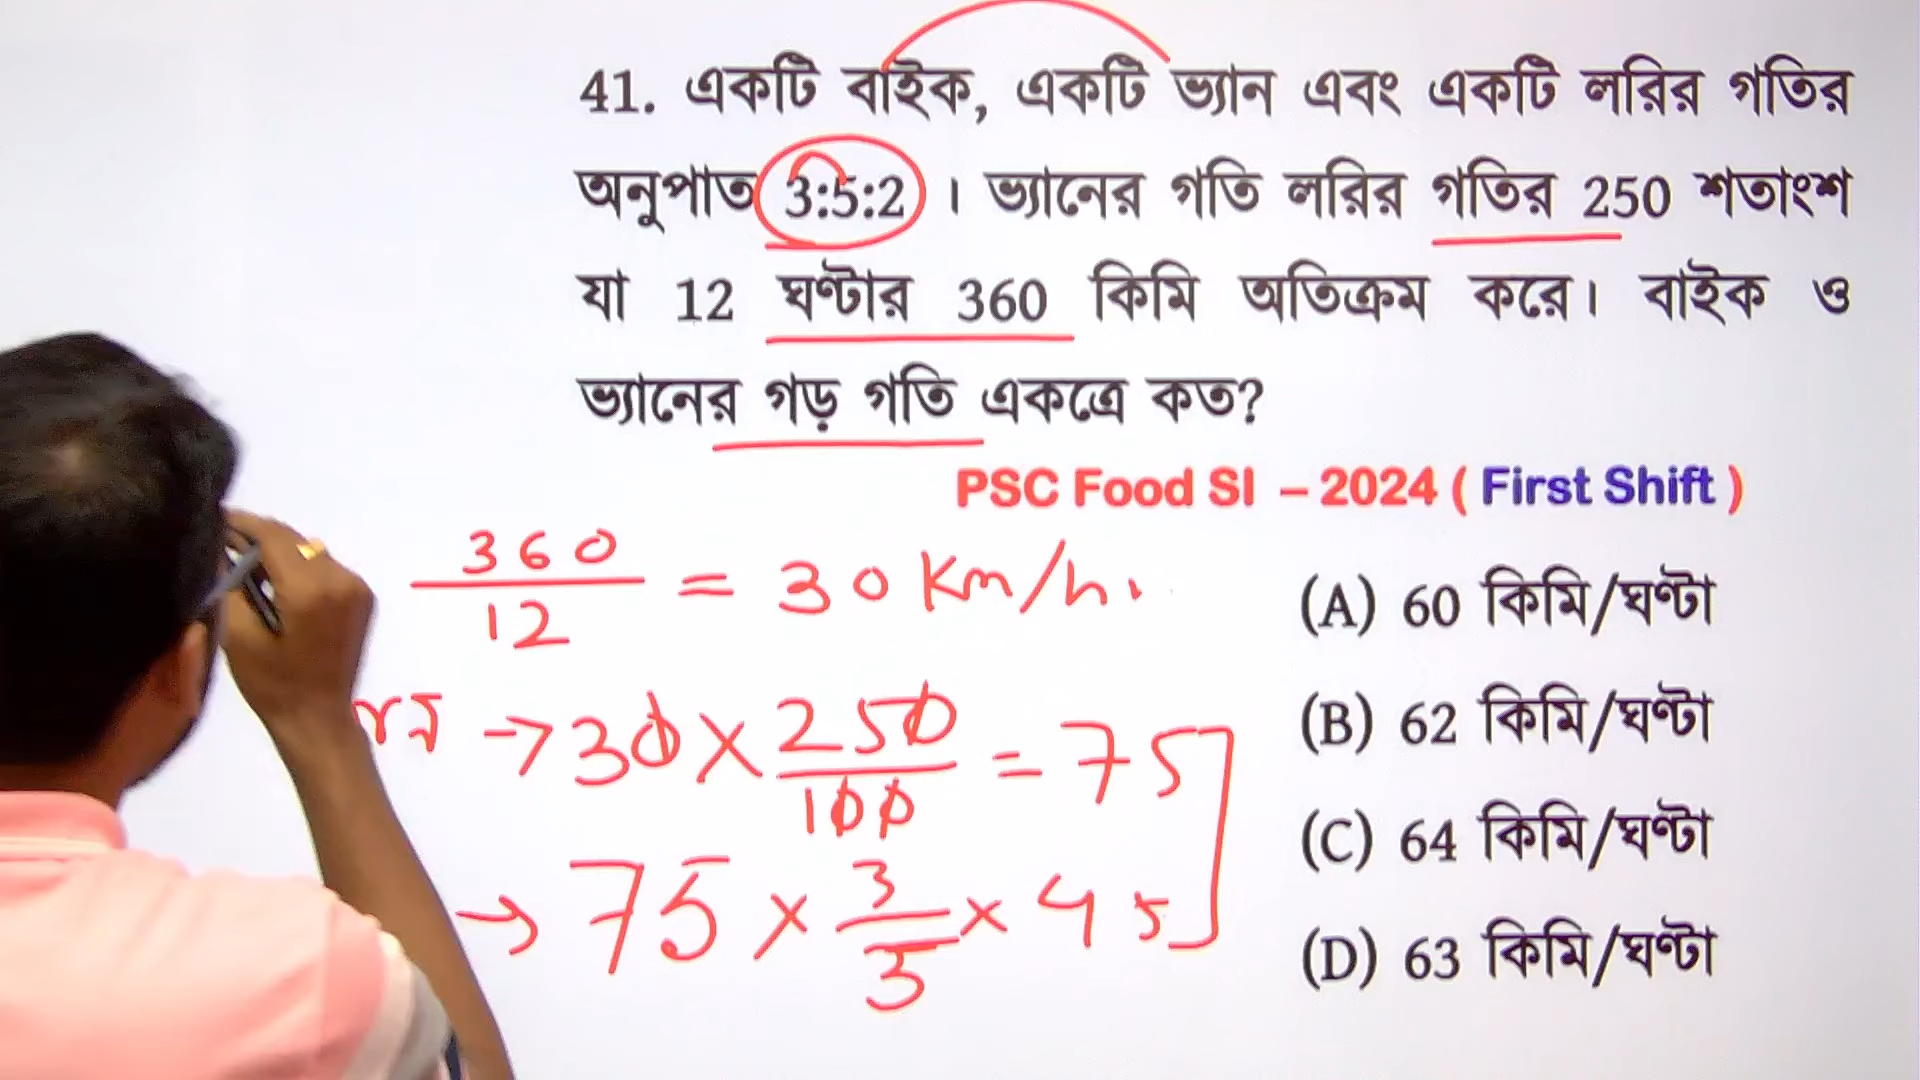 41. একটি বাইক, একটি ভ্যান এবং একটি লরির গতির
অনুপাত 3:5:2 । ভ্যানের গতি লরির গতির 250 শতাংশ
যা 12 ঘণ্টার 360 কিমি অতিক্রম করে। বাইক ও
ভ্যানের গড় গতি একত্রে কত?
PSC Food SI – 2024 ( First Shift )
360
12
= 30 Km/h.
(A) 60 কিমি/ঘণ্টা
→ 30 × 250/100 = 75
(B) 62 কিমি/ঘণ্টা
(C) 64 কিমি/ঘণ্টা
→ 75 × 3/5 × 45
(D) 63 কিমি/ঘণ্টা